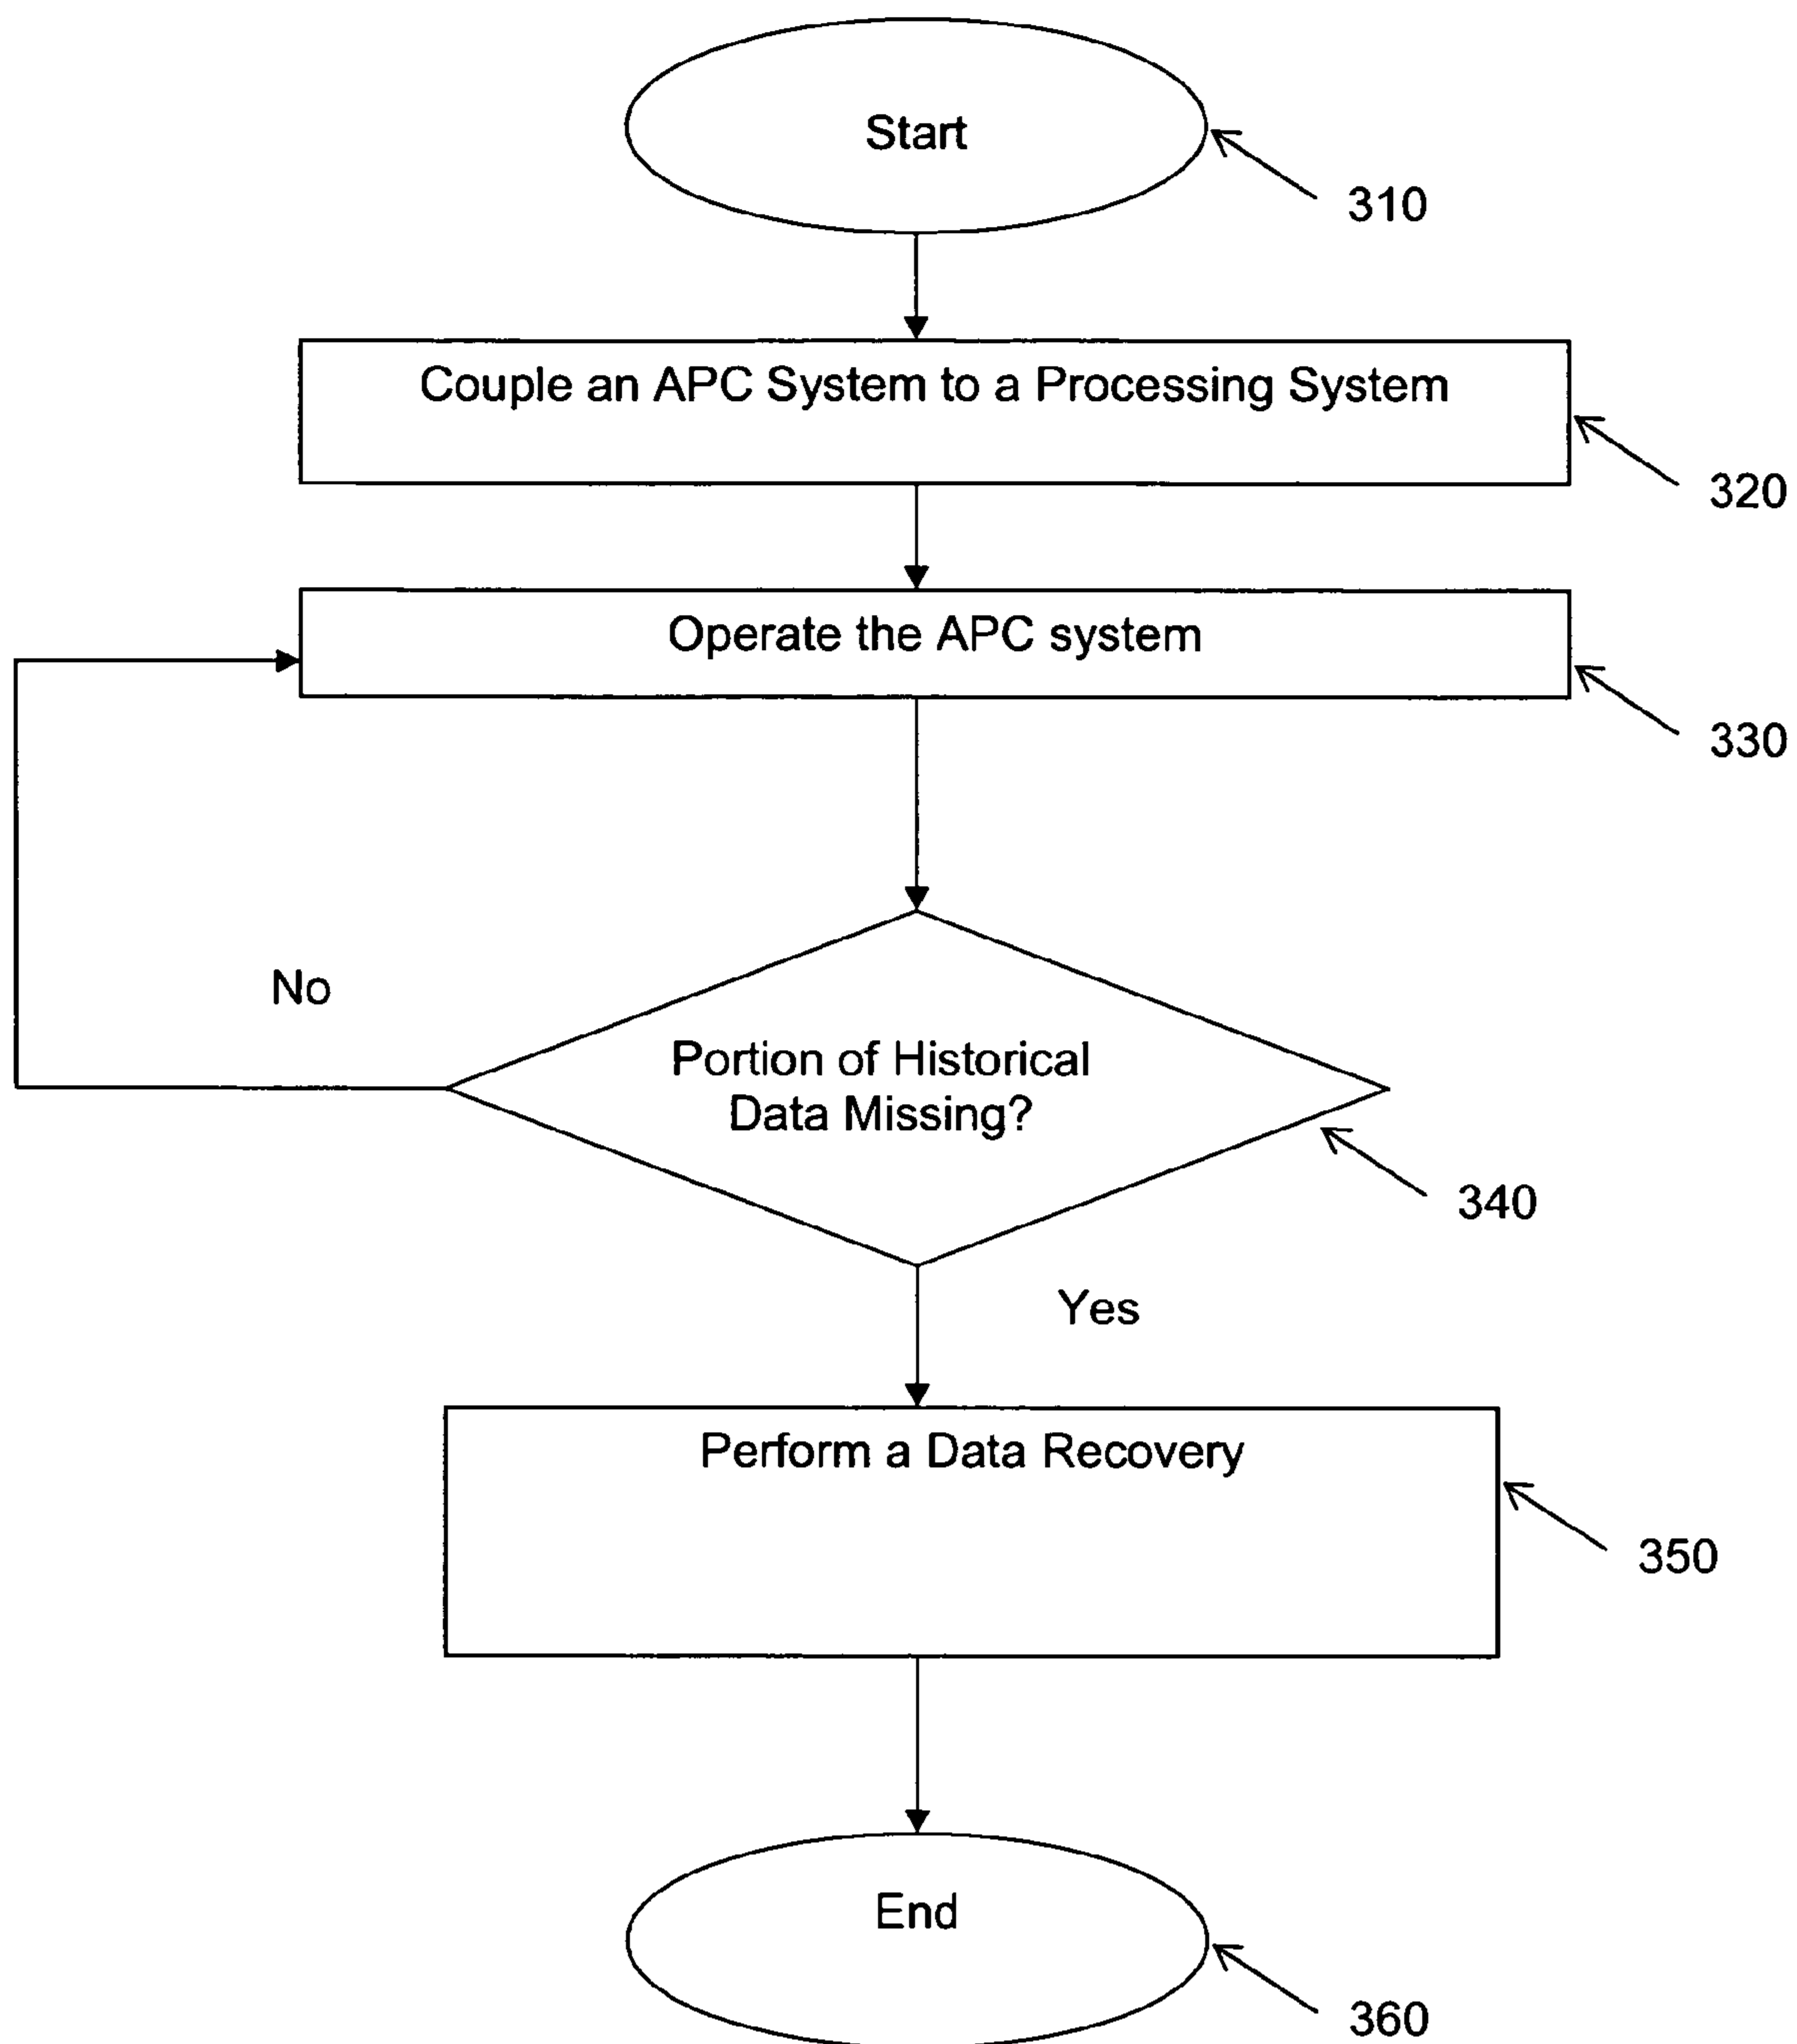 Start
310
Couple an APC System to a Processing System
320
Operate the APC system
330
No
Portion of Historical
Data Missing?
340
Yes
Perform a Data Recovery
350
End
360